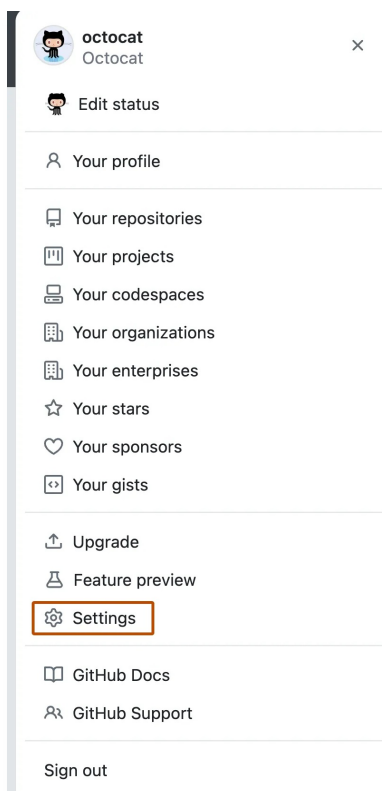 octocat
Octocat
Edit status
Your profile
Your repositories
Your projects
Your codespaces
Your organizations
Your enterprises
Your stars
Your sponsors
Your gists
Upgrade
Feature preview
Settings
GitHub Docs
GitHub Support
Sign out